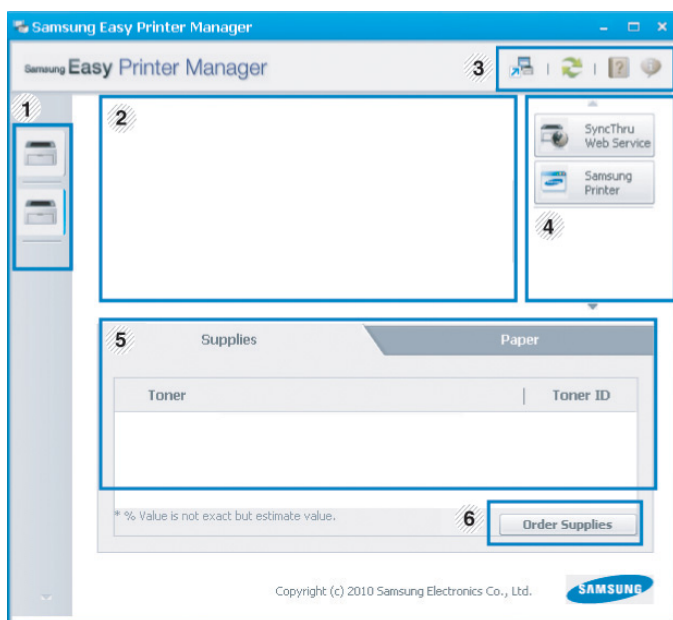 Samsung Easy Printer Manager
Samsung Easy Printer Manager
3
1
2
SyncThru
Web Service
Samsung
Printer
4
5
Supplies
Paper
Toner
Toner ID
* % Value is not exact but estimate value.
6
Order Supplies
Copyright (c) 2010 Samsung Electronics Co., Ltd.
SAMSUNG